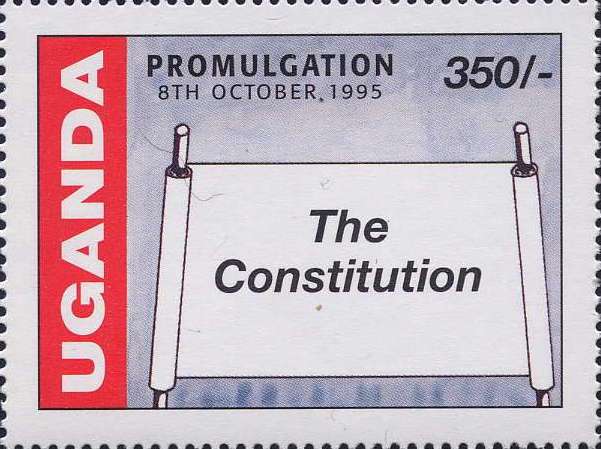 UGANDA
PROMULGATION
8TH OCTOBER, 1995
350/-
The
Constitution